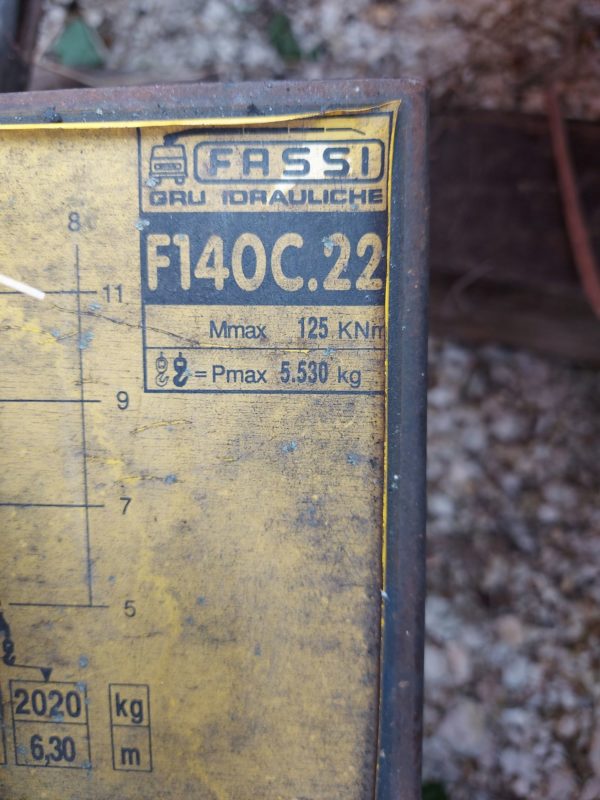 FASSI
GRU IDRAULICHE
F140C.22
Mmax 125 KNm
= Pmax 5.530 kg
8
11
9
7
5
2020 kg
6,30 m